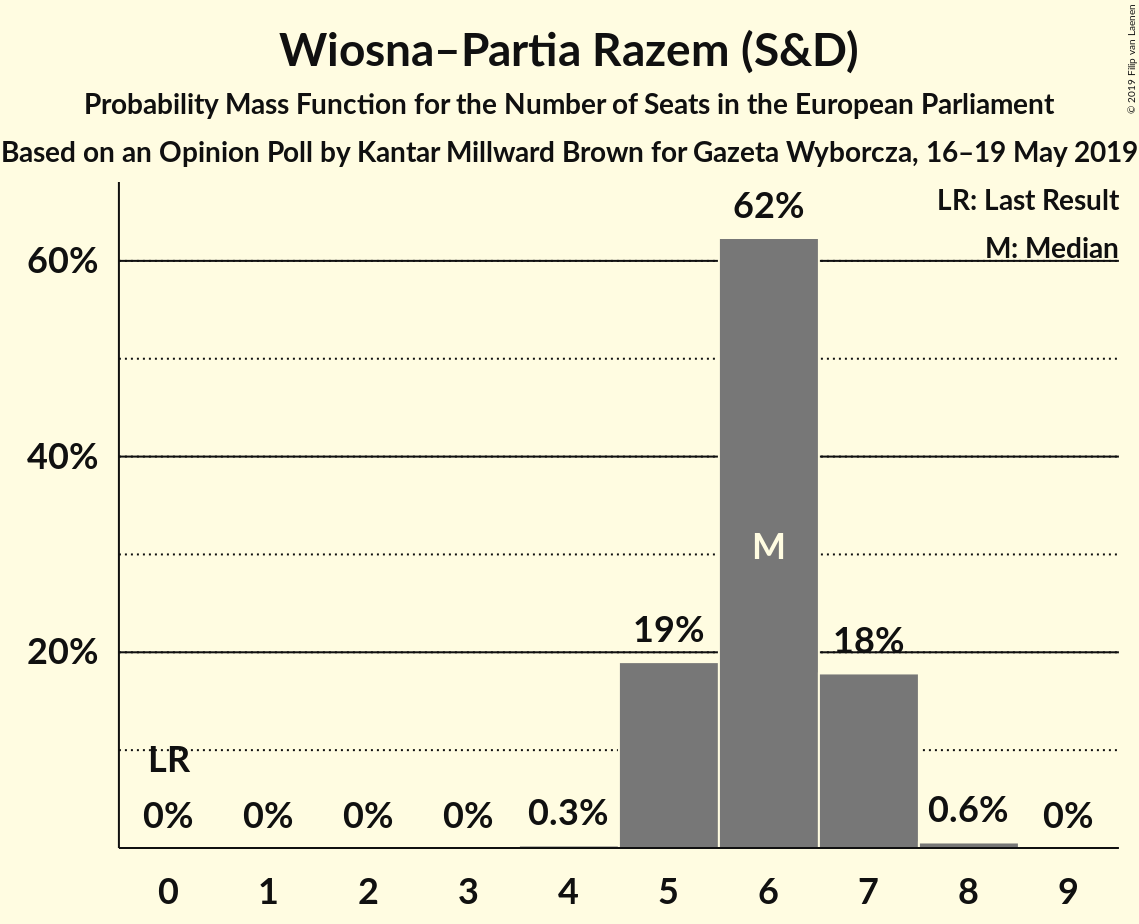 Wiosna–Partia Razem (S&D)
Probability Mass Function for the Number of Seats in the European Parliament
Based on an Opinion Poll by Kantar Millward Brown for Gazeta Wyborcza, 16–19 May 2019
© 2019 Filip van Laenen
LR: Last Result
M: Median
62%
60%
40%
M
19%
18%
20%
LR
0%
0%
0%
0%
0.3%
0.6%
0%
0 1 2 3 4 5 6 7 8 9